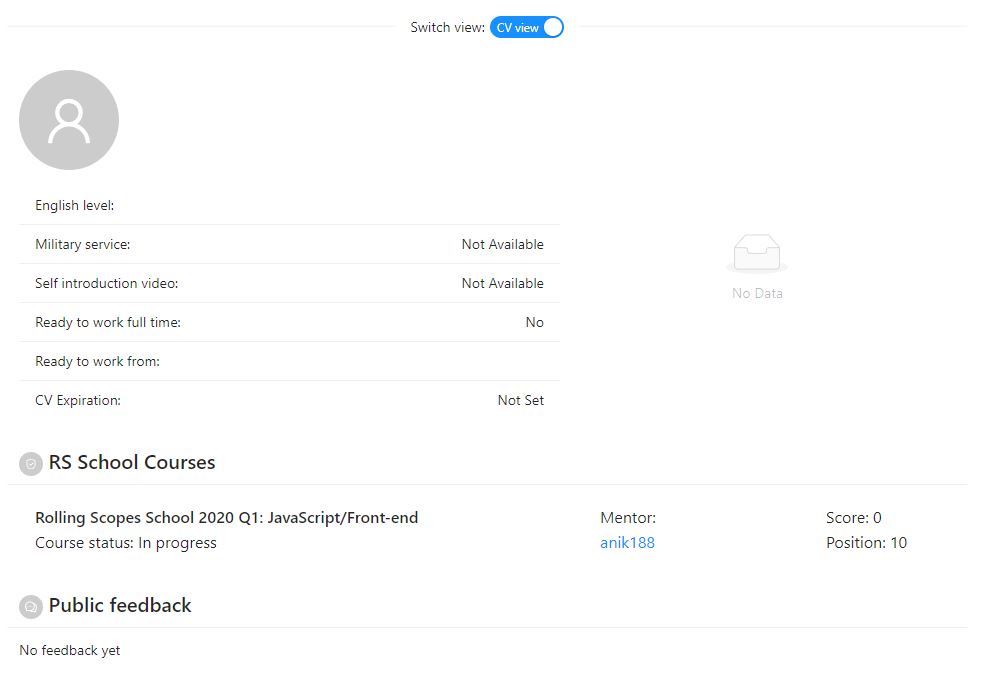 Switch view: CV view
English level:
Military service: Not Available
Self introduction video: Not Available
Ready to work full time: No
Ready to work from:
CV Expiration: Not Set
No Data
RS School Courses
Rolling Scopes School 2020 Q1: JavaScript/Front-end
Course status: In progress
Mentor:
anik188
Score: 0
Position: 10
Public feedback
No feedback yet